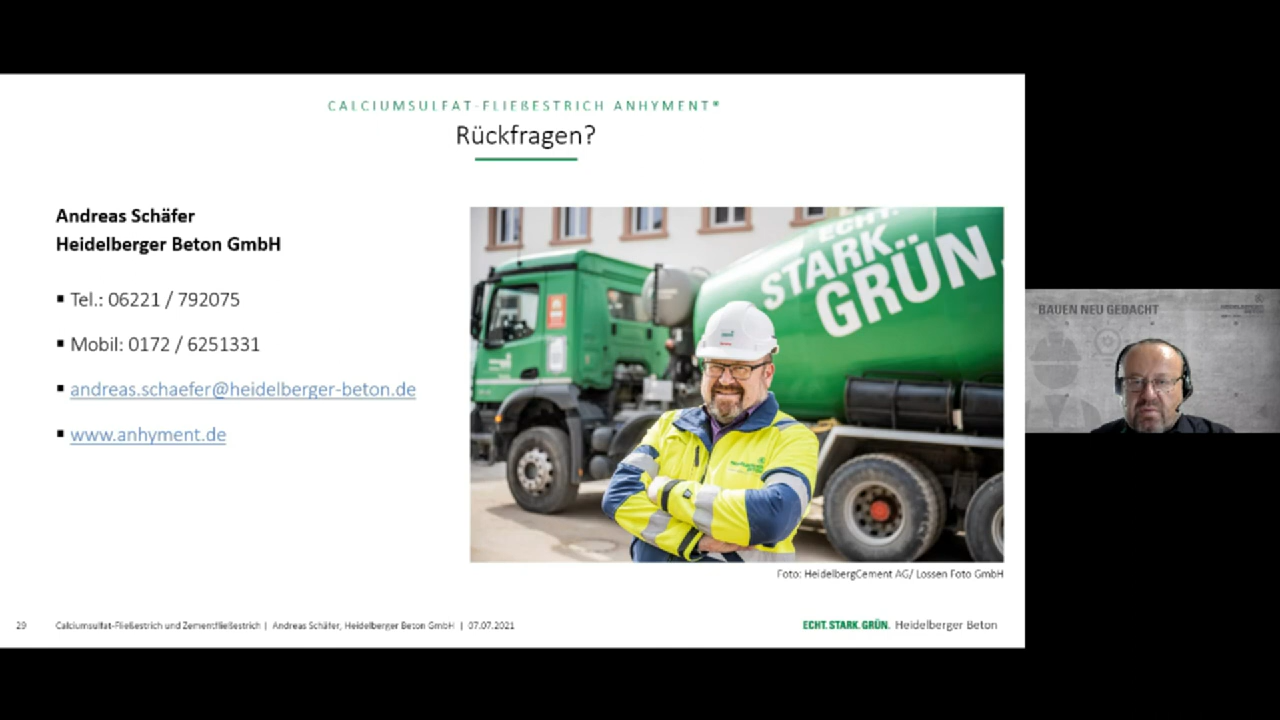 CALCIUMSULFAT-FLIEßESTRICH ANHYMENT®
Rückfragen?
Andreas Schäfer
Heidelberger Beton GmbH
▪ Tel.: 06221 / 792075
▪ Mobil: 0172 / 6251331
▪ andreas.schaefer@heidelberger-beton.de
▪ www.anhyment.de
ECHT.
STARK.
GRÜN.
Foto: HeidelbergCement AG/ Lossen Foto GmbH
BAUEN NEU GEDACHT
29 Calciumsulfat-Fließestrich und Zementfließestrich | Andreas Schäfer, Heidelberger Beton GmbH | 07.07.2021
ECHT. STARK. GRÜN. Heidelberger Beton